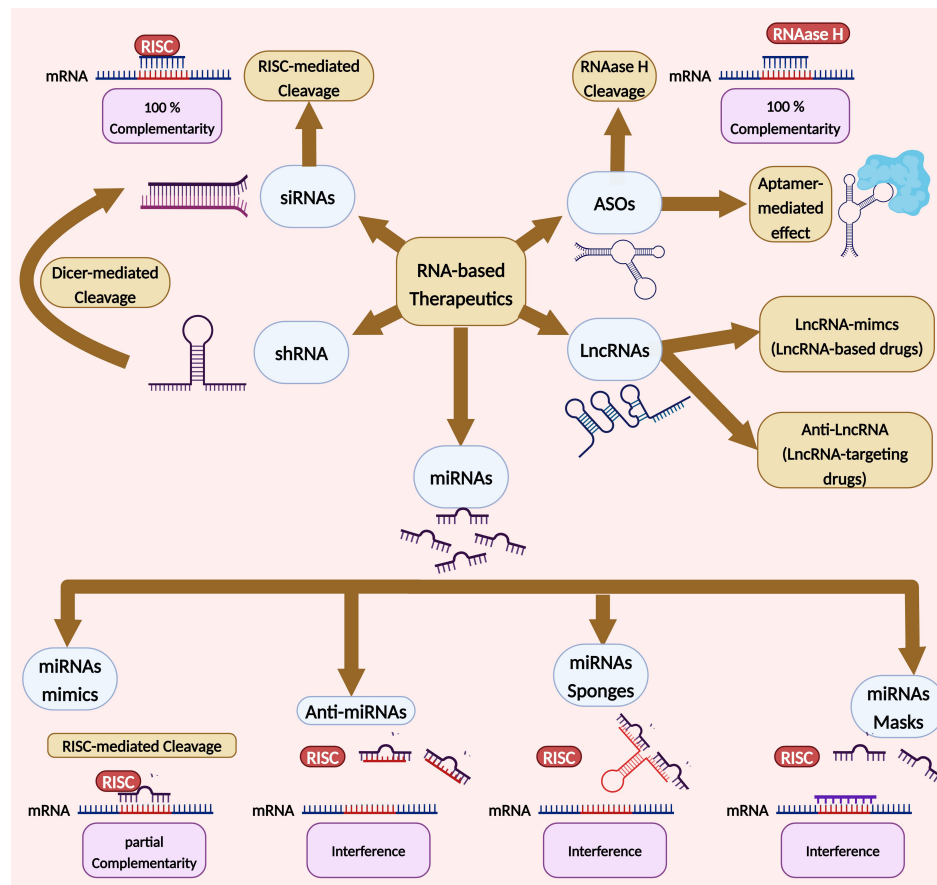 RISC
mRNA
100 %
Complementarity
RISC-mediated
Cleavage
RNAase H
Cleavage
RNAase H
mRNA
100 %
Complementarity
siRNAs
ASOs
Aptamer-
mediated
effect
Dicer-mediated
Cleavage
RNA-based
Therapeutics
shRNA
LncRNAs
LncRNA-mimcs
(LncRNA-based drugs)
Anti-LncRNA
(LncRNA-targeting
drugs)
miRNAs
miRNAs
mimics
Anti-miRNAs
miRNAs
Sponges
miRNAs
Masks
RISC-mediated Cleavage
RISC
mRNA
partial
Complementarity
RISC
mRNA
Interference
RISC
mRNA
Interference
RISC
mRNA
Interference